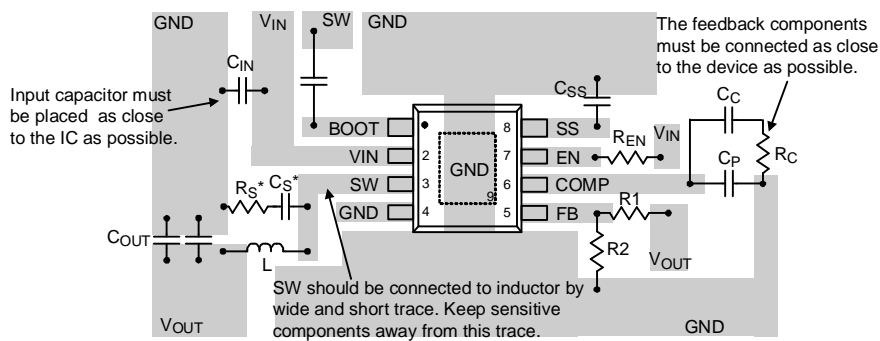 GND
VIN
SW
GND
The feedback components
must be connected as close
to the device as possible.
CIN
Input capacitor must
be placed as close
to the IC as possible.
CSS
CC
BOOT
8
SS
REN
VIN
RC
VIN
2
GND
7
EN
CP
RS*
CS*
SW
3
9
6
COMP
GND
4
5
FB
R1
COUT
R2
L
VOUT
SW should be connected to inductor by
wide and short trace. Keep sensitive
components away from this trace.
VOUT
GND